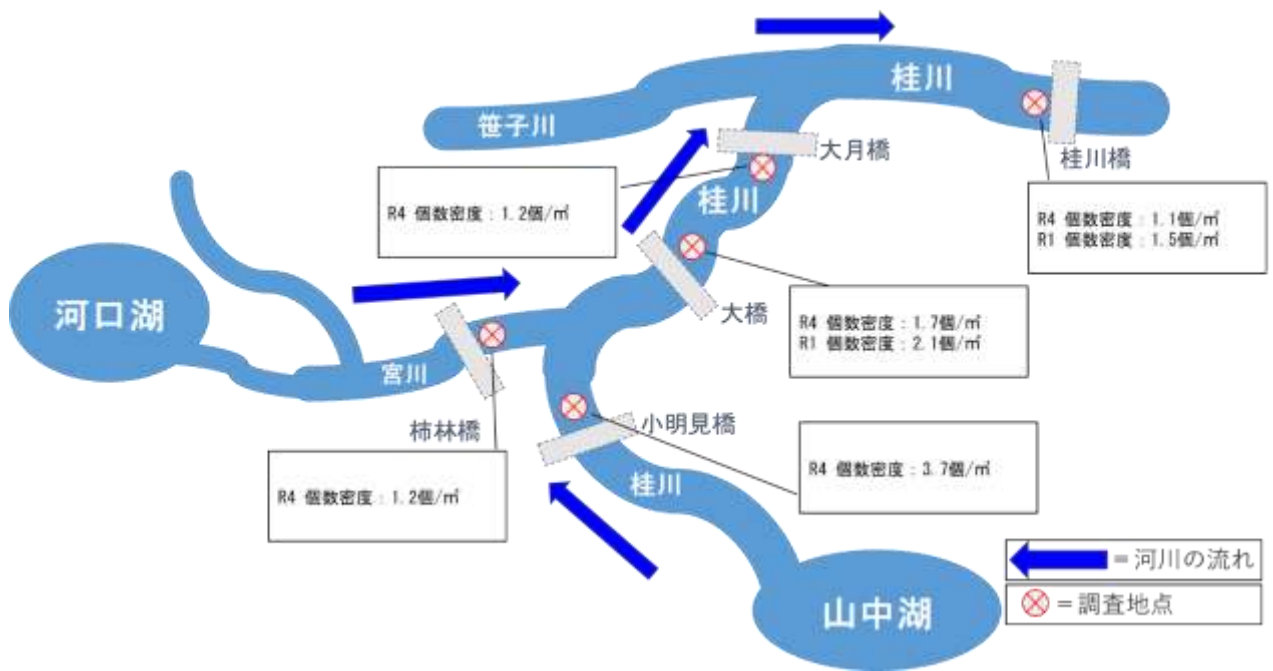 桂川
笹子川
大月橋
桂川橋
R4 個数密度：1.2個/㎡
桂川
R4 個数密度：1.1個/㎡
R1 個数密度：1.5個/㎡
河口湖
大橋
R4 個数密度：1.7個/㎡
R1 個数密度：2.1個/㎡
宮川
柿林橋
小明見橋
R4 個数密度：1.2個/㎡
桂川
R4 個数密度：3.7個/㎡
＝河川の流れ
山中湖
＝調査地点